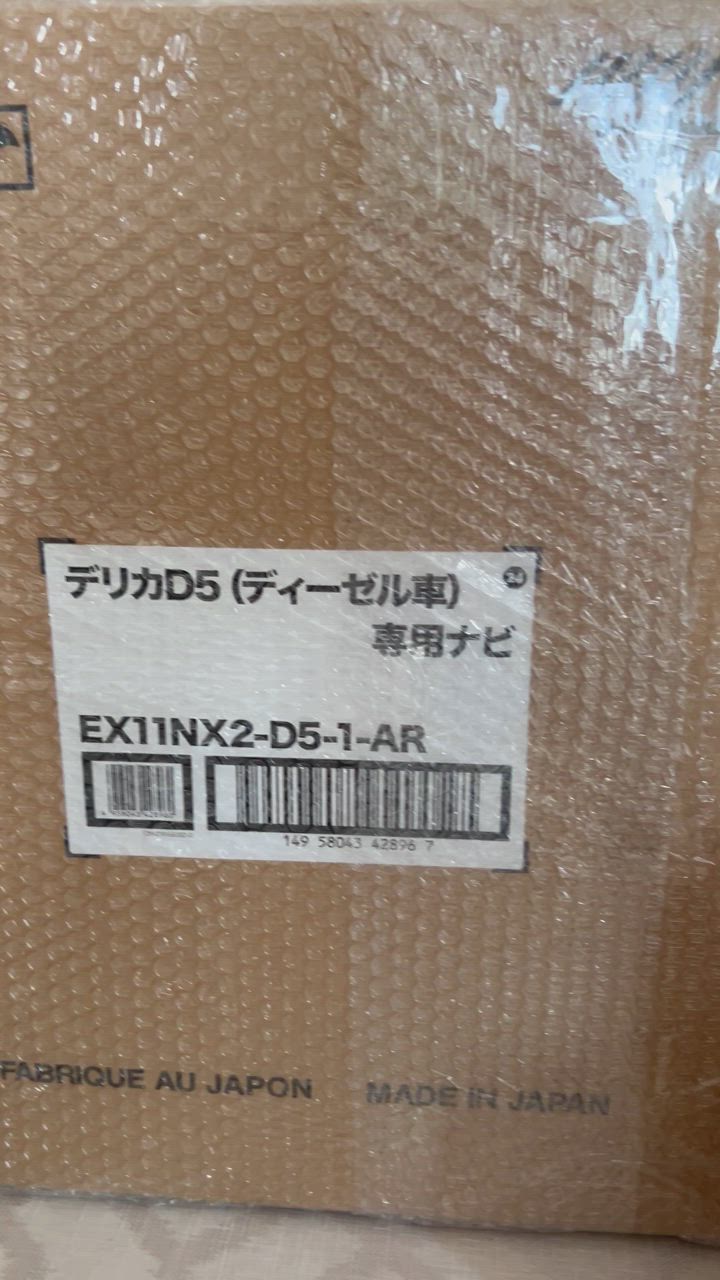 デリカD5（ディーゼル車）
専用ナビ
EX11NX2-D5-1-AR
149 58043 42896 7
FABRIQUE AU JAPON
MADE IN JAPAN